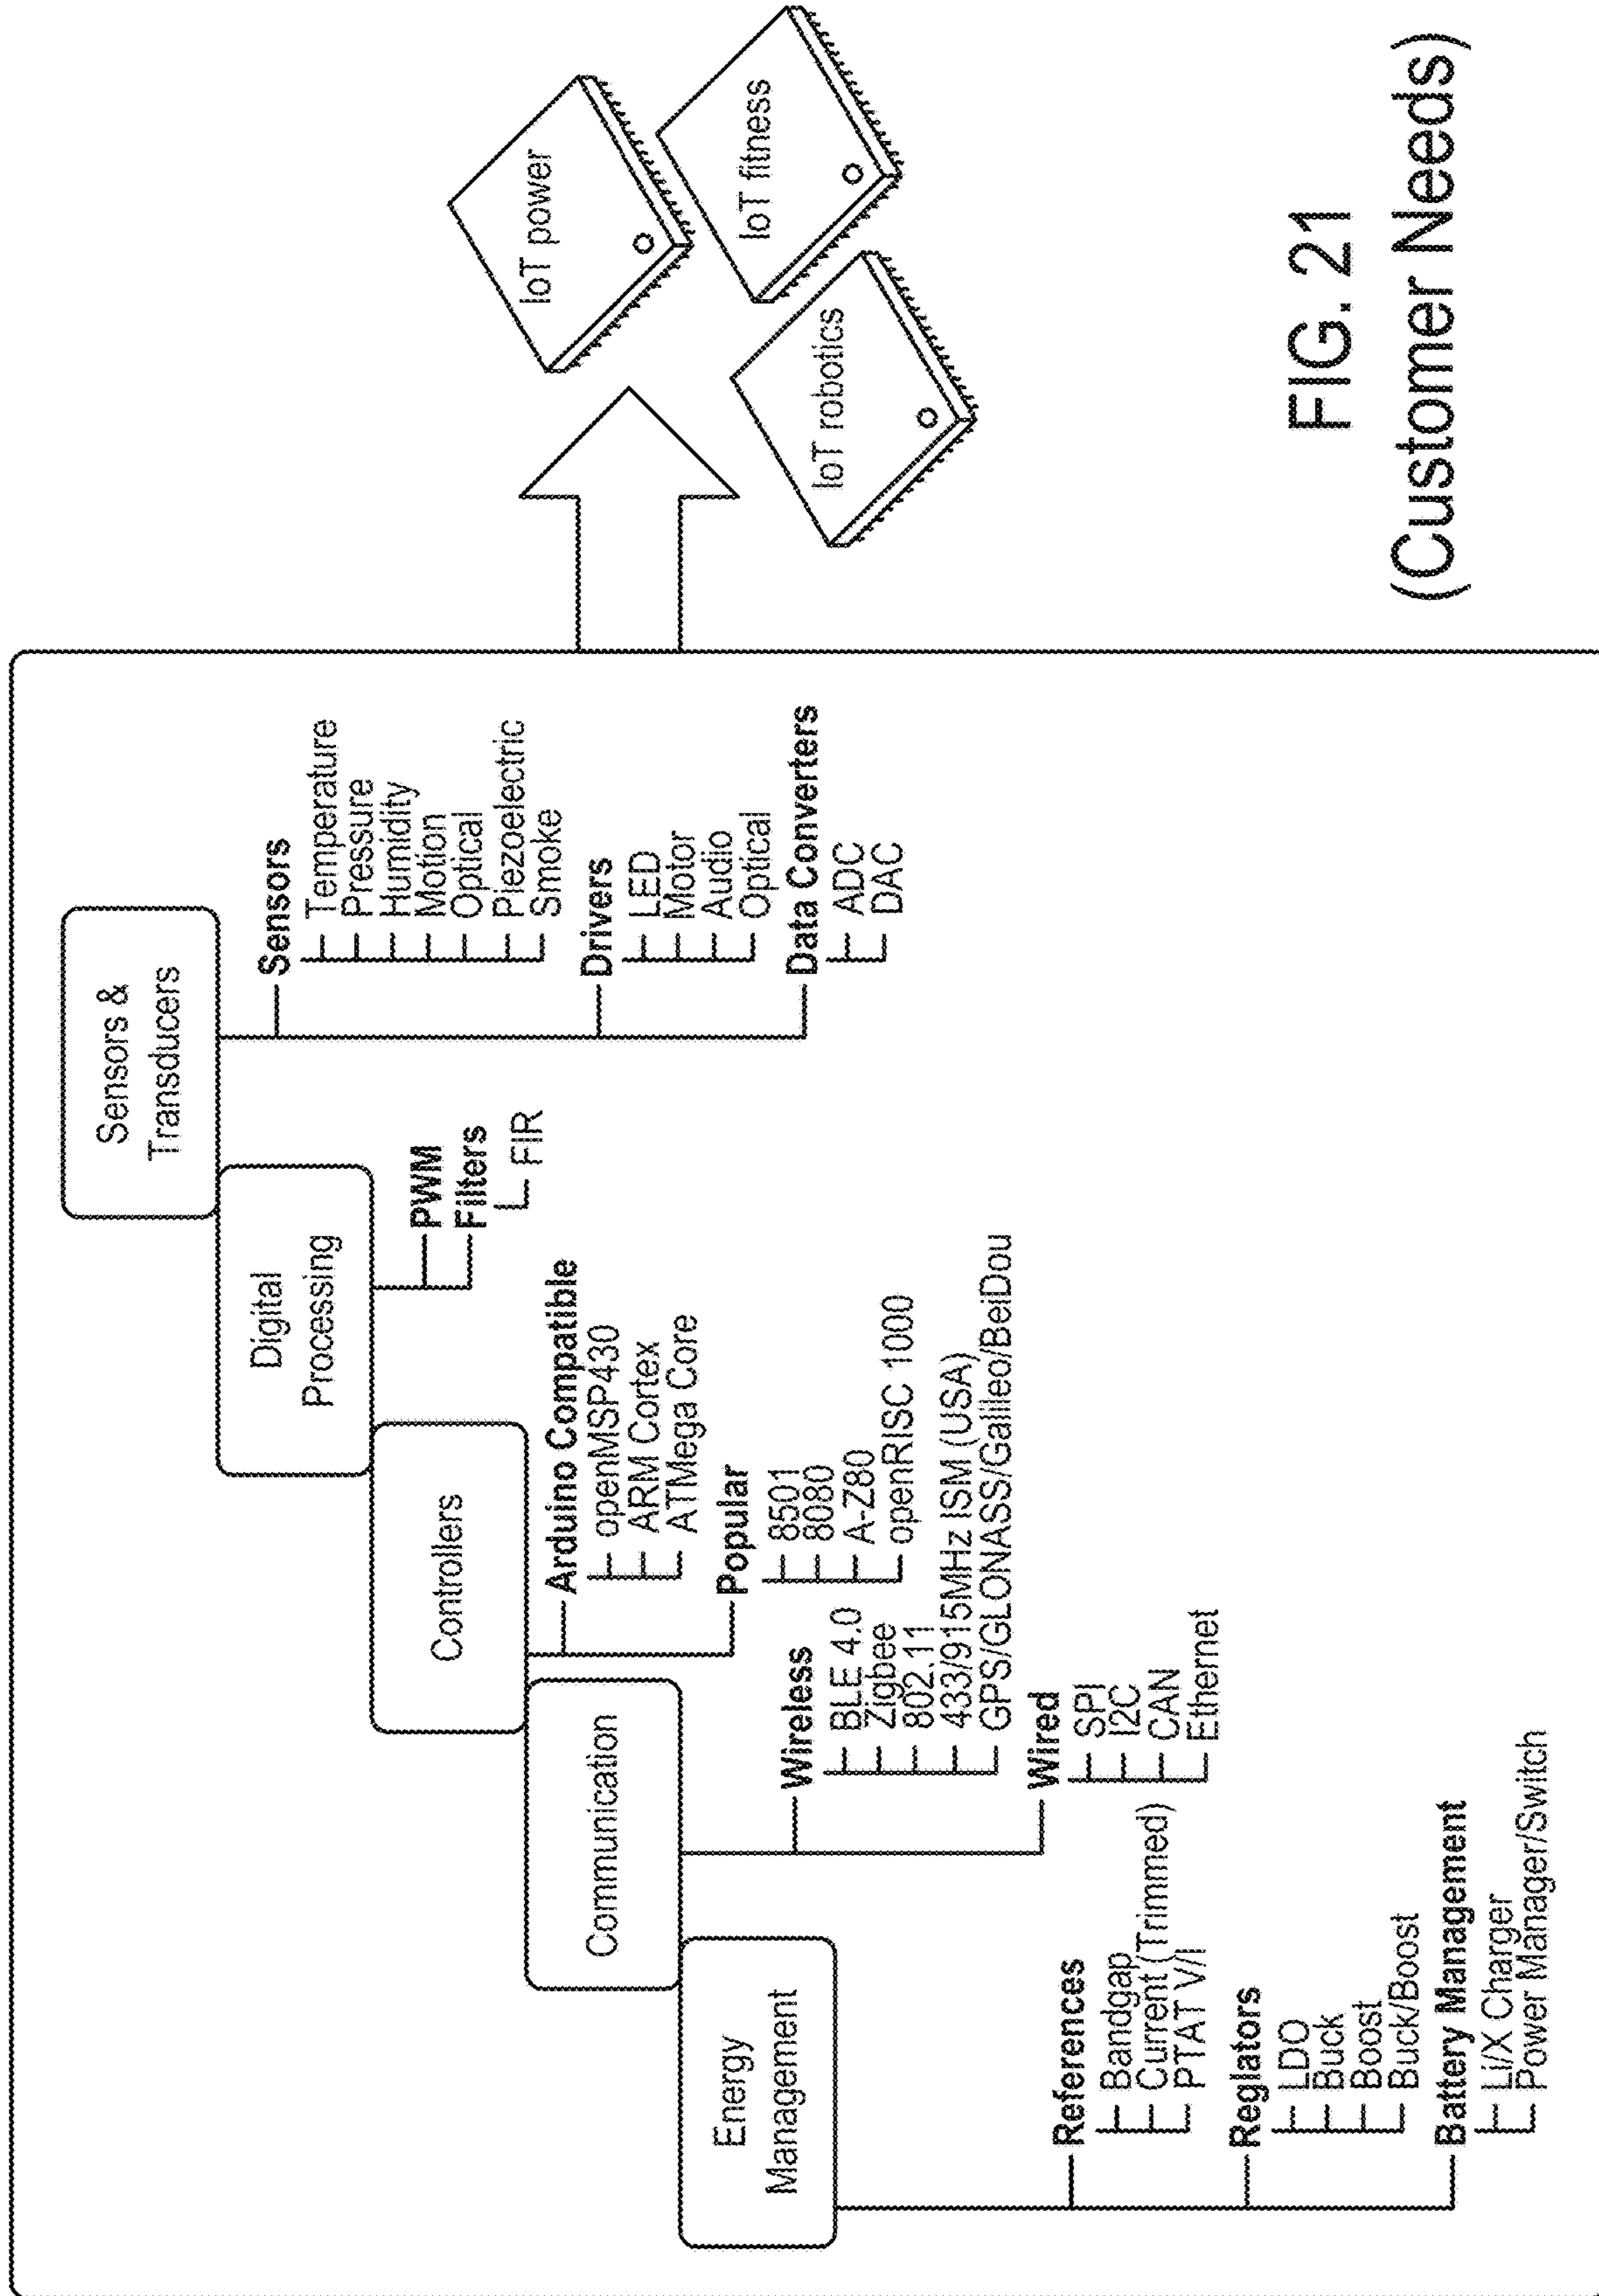 Energy
Management
References
Bandgap
Current (Trimmed)
PTAT V/I
Reglators
LDO
Buck
Boost
Buck/Boost
Battery Management
Li/X Charger
Power Manager/Switch
Communication
Wireless
BLE 4.0
Zigbee
802.11
433/915MHz ISM (USA)
GPS/GLONASS/Galileo/BeiDou
Wired
SPI
I2C
CAN
Ethernet
Controllers
Arduino Compatible
openMSP430
ARM Cortex
ATMega Core
Popular
8501
8080
A-Z80
openRISC 1000
Digital
Processing
PWM
Filters
FIR
Sensors &
Transducers
Sensors
Temperature
Pressure
Humidity
Motion
Optical
Piezoelectric
Smoke
Drivers
LED
Motor
Audio
Optical
Data Converters
ADC
DAC
IoT power
IoT fitness
IoT robotics
FIG. 21
(Customer Needs)